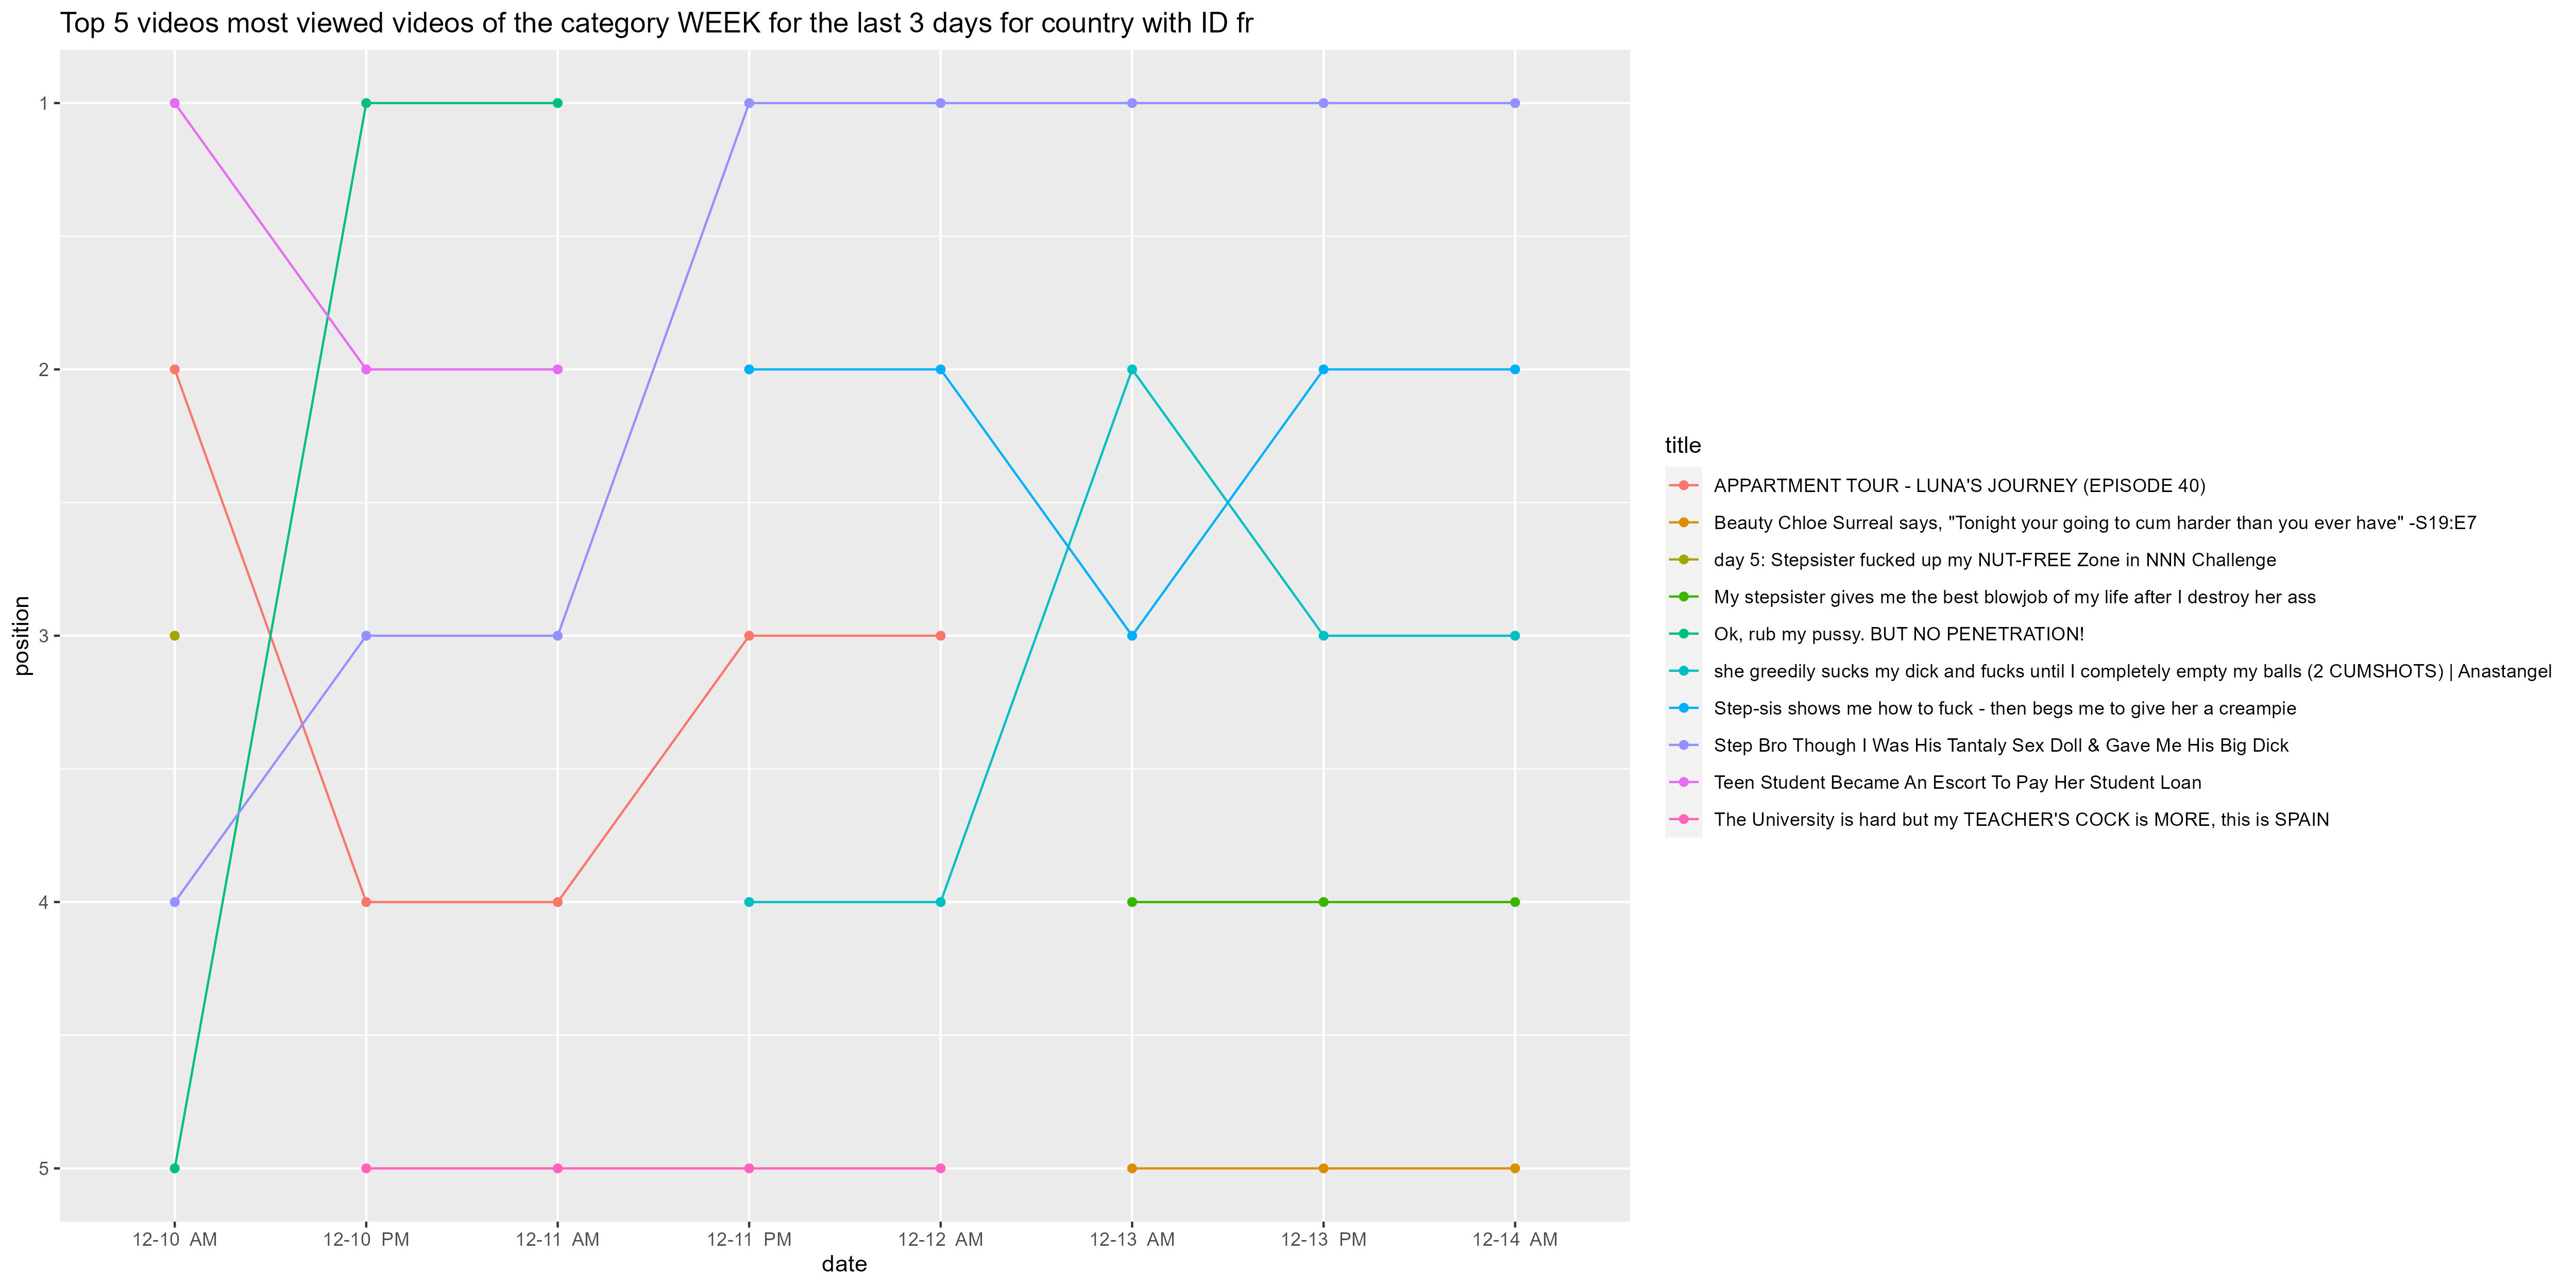 Top 5 videos most viewed videos of the category WEEK for the last 3 days for country with ID fr
1
2
3
4
5
position
12-10 AM
12-10 PM
12-11 AM
12-11 PM
12-12 AM
12-13 AM
12-13 PM
12-14 AM
date
title
APPARTMENT TOUR - LUNA'S JOURNEY (EPISODE 40)
Beauty Chloe Surreal says, "Tonight your going to cum harder than you ever have" -S19:E7
day 5: Stepsister fucked up my NUT-FREE Zone in NNN Challenge
My stepsister gives me the best blowjob of my life after I destroy her ass
Ok, rub my pussy. BUT NO PENETRATION!
she greedily sucks my dick and fucks until I completely empty my balls (2 CUMSHOTS) | Anastangel
Step-sis shows me how to fuck - then begs me to give her a creampie
Step Bro Though I Was His Tantaly Sex Doll & Gave Me His Big Dick
Teen Student Became An Escort To Pay Her Student Loan
The University is hard but my TEACHER'S COCK is MORE, this is SPAIN